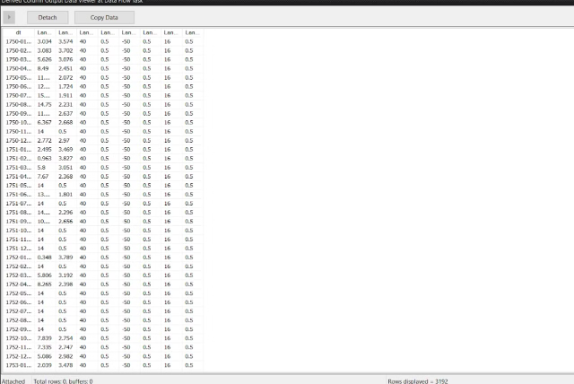 Derived Column Output Data Viewer at Data Flow Task
Detach Copy Data
dt Lan... Lan... Lan... Lan... Lan... Lan... Lan... Lan...
1750-01... 3.034 3.574 40 0.5 -50 0.5 16 0.5
1750-02... 3.083 3.702 40 0.5 -50 0.5 16 0.5
1750-03... 5.626 3.076 40 0.5 -50 0.5 16 0.5
1750-04... 8.49 2.451 40 0.5 -50 0.5 16 0.5
1750-05... 11.... 2.072 40 0.5 -50 0.5 16 0.5
1750-06... 12.... 1.724 40 0.5 -50 0.5 16 0.5
1750-07... 15.... 1.911 40 0.5 -50 0.5 16 0.5
1750-08... 14.75 2.231 40 0.5 -50 0.5 16 0.5
1750-09... 11.... 2.637 40 0.5 -50 0.5 16 0.5
1750-10... 6.367 2.668 40 0.5 -50 0.5 16 0.5
1750-11... 14 0.5 40 0.5 -50 0.5 16 0.5
1750-12... 2.772 2.97 40 0.5 -50 0.5 16 0.5
1751-01... 2.495 3.469 40 0.5 -50 0.5 16 0.5
1751-02... 0.963 3.827 40 0.5 -50 0.5 16 0.5
1751-03... 5.8 3.051 40 0.5 -50 0.5 16 0.5
1751-04... 7.67 2.368 40 0.5 -50 0.5 16 0.5
1751-05... 14 0.5 40 0.5 -50 0.5 16 0.5
1751-06... 13.... 1.801 40 0.5 -50 0.5 16 0.5
1751-07... 14 0.5 40 0.5 -50 0.5 16 0.5
1751-08... 14.... 2.296 40 0.5 -50 0.5 16 0.5
1751-09... 10.... 2.656 40 0.5 -50 0.5 16 0.5
1751-10... 14 0.5 40 0.5 -50 0.5 16 0.5
1751-11... 14 0.5 40 0.5 -50 0.5 16 0.5
1751-12... 14 0.5 40 0.5 -50 0.5 16 0.5
1752-01... 0.348 3.789 40 0.5 -50 0.5 16 0.5
1752-02... 14 0.5 40 0.5 -50 0.5 16 0.5
1752-03... 5.806 3.192 40 0.5 -50 0.5 16 0.5
1752-04... 8.265 2.398 40 0.5 -50 0.5 16 0.5
1752-05... 14 0.5 40 0.5 -50 0.5 16 0.5
1752-06... 14 0.5 40 0.5 -50 0.5 16 0.5
1752-07... 14 0.5 40 0.5 -50 0.5 16 0.5
1752-08... 14 0.5 40 0.5 -50 0.5 16 0.5
1752-09... 14 0.5 40 0.5 -50 0.5 16 0.5
1752-10... 7.839 2.754 40 0.5 -50 0.5 16 0.5
1752-11... 7.335 2.747 40 0.5 -50 0.5 16 0.5
1752-12... 5.086 2.982 40 0.5 -50 0.5 16 0.5
1753-01... 2.039 3.478 40 0.5 -50 0.5 16 0.5
Attached Total rows: 0, buffers: 0 Rows displayed = 3192